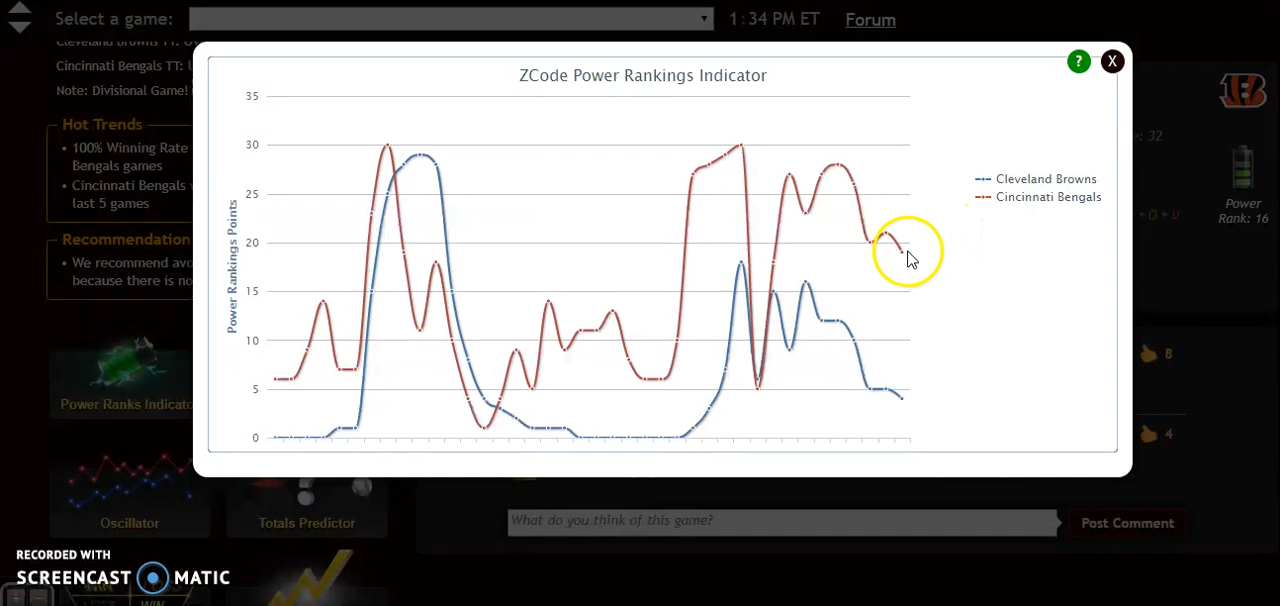 Select a game:
1:34 PM ET
Forum
Cleveland Browns TT:
Cincinnati Bengals TT:
Note: Divisional Game!
Hot Trends
• 100% Winning Rate
Bengals games
• Cincinnati Bengals
last 5 games
Recommendation
• We recommend
because there is no
Power Ranks Indicato
Oscillator
Totals Predictor
ZCode Power Rankings Indicator
?
X
Power Rankings Points
35
30
25
20
15
10
5
0
Cleveland Browns
Cincinnati Bengals
: 32
Power
Rank: 16
8
4
What do you think of this game?
Post Comment
RECORDED WITH
SCREENCAST MATIC
WIN